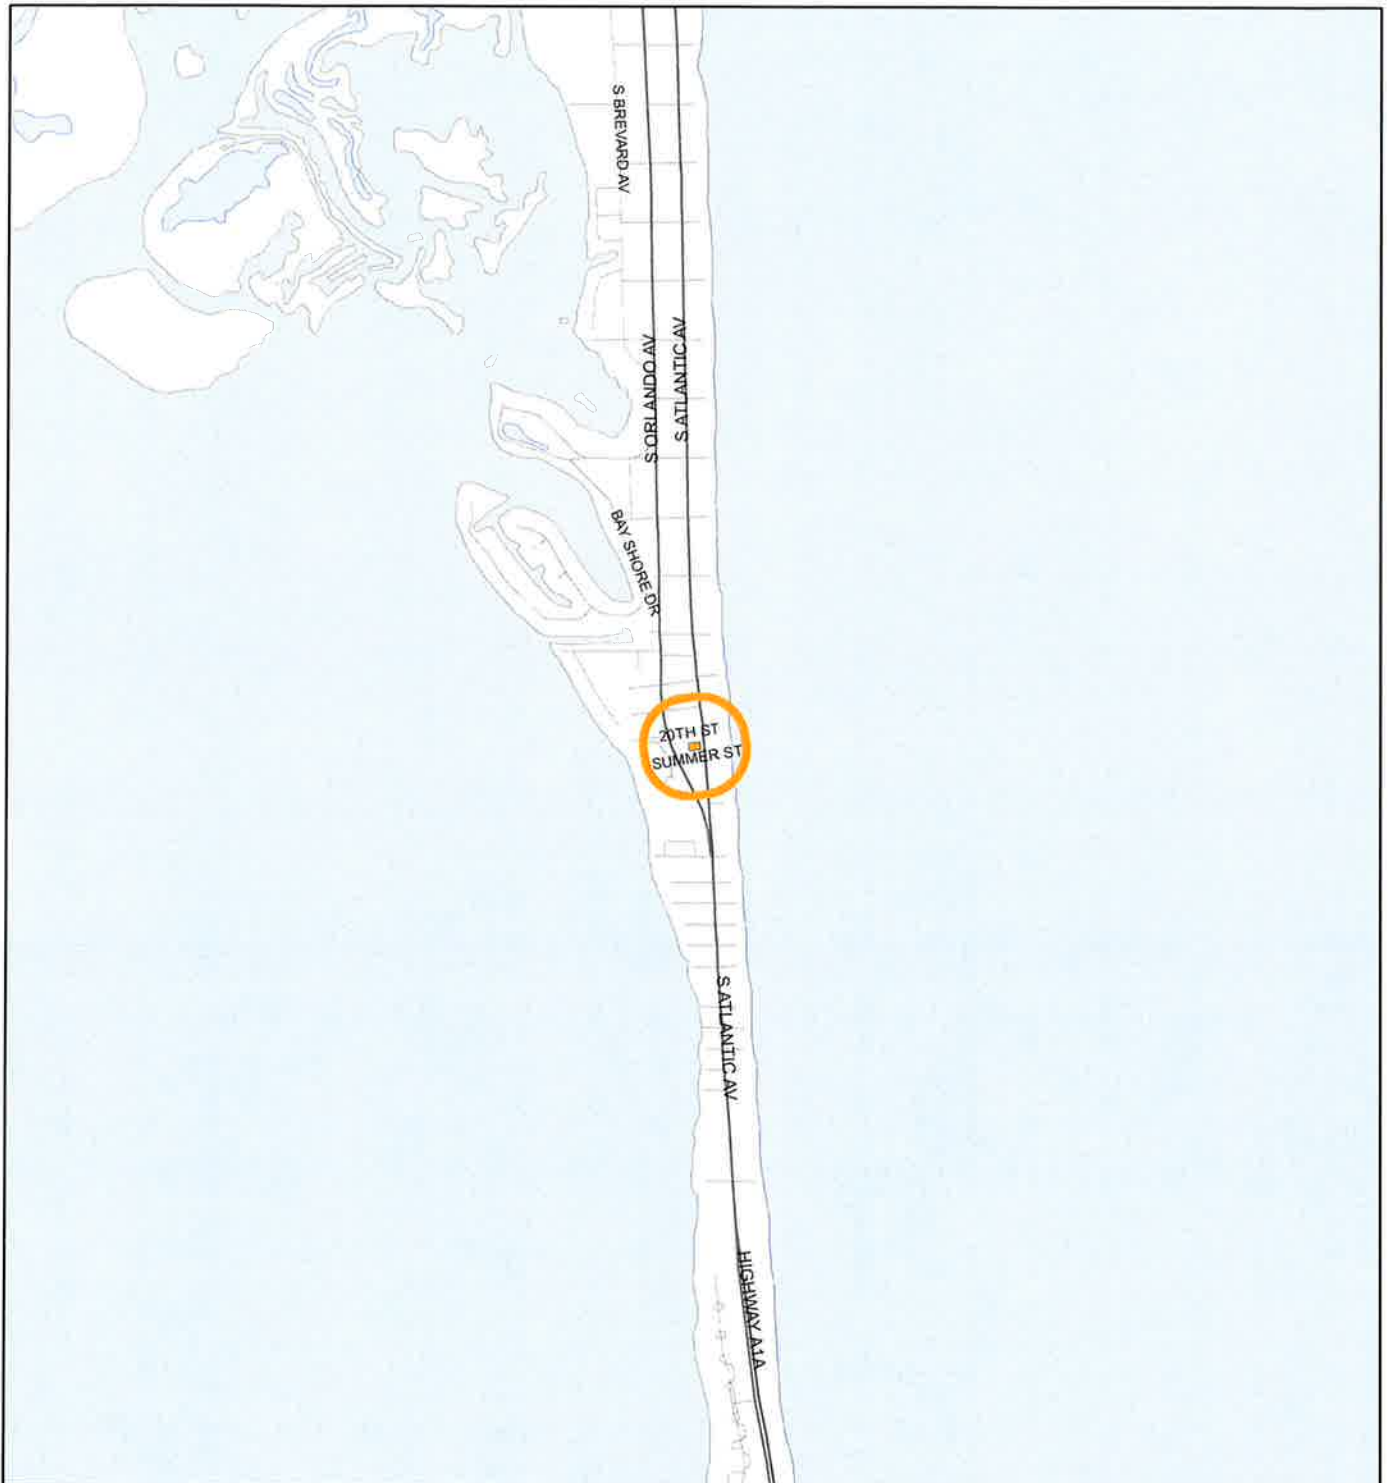 S BREVARD AV
S ORLANDO AV
S ATLANTIC AV
BAY SHORE DR
20TH ST
SUMMER ST
S ATLANTIC AV
HIGHWAY A1A